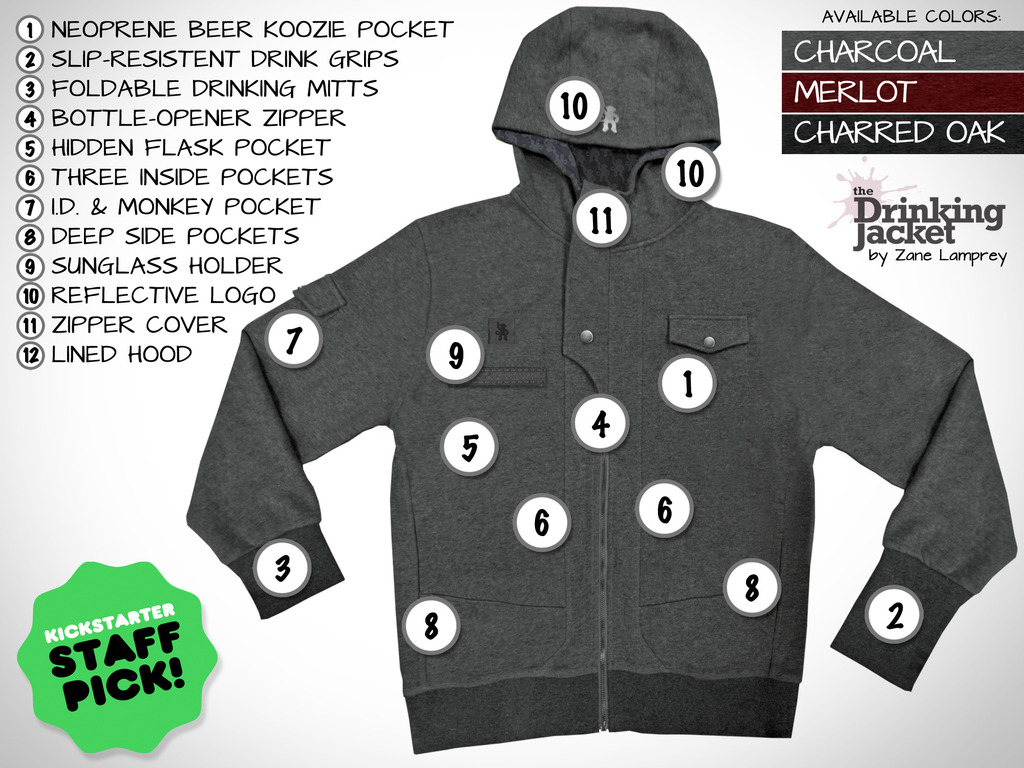 1 NEOPRENE BEER KOOZIE POCKET
2 SLIP-RESISTENT DRINK GRIPS
3 FOLDABLE DRINKING MITTS
4 BOTTLE-OPENER ZIPPER
5 HIDDEN FLASK POCKET
6 THREE INSIDE POCKETS
7 I.D. & MONKEY POCKET
8 DEEP SIDE POCKETS
9 SUNGLASS HOLDER
10 REFLECTIVE LOGO
11 ZIPPER COVER
12 LINED HOOD
AVAILABLE COLORS:
CHARCOAL
MERLOT
CHARRED OAK
the
Drinking
Jacket
by Zane Lamprey
10
10
11
7
9
1
4
5
6
6
3
8
8
2
KICKSTARTER
STAFF
PICK!